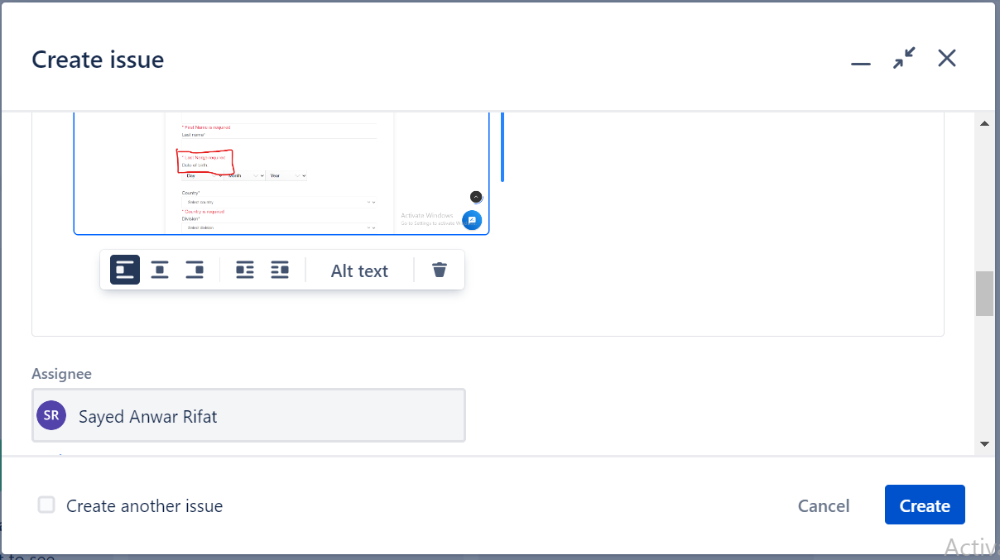 Create issue
* First Name is required
Last name*
* Last Name required
Date of birth
Day Month Year
Country*
Select country
* Country is required
Division*
Select division
Activate Windows
Go to Settings to activate
Alt text
Assignee
SR Sayed Anwar Rifat
Create another issue
Cancel Create
Activ
t to see